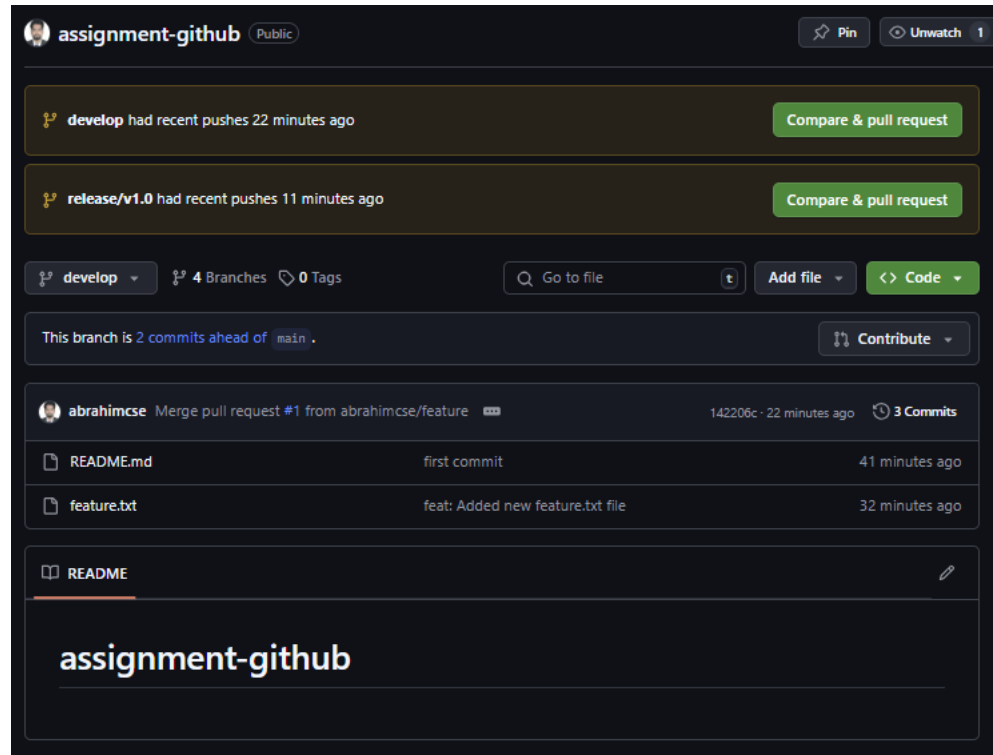 assignment-github Public Pin Unwatch 1
develop had recent pushes 22 minutes ago Compare & pull request
release/v1.0 had recent pushes 11 minutes ago Compare & pull request
develop 4 Branches 0 Tags Go to file t Add file <> Code
This branch is 2 commits ahead of main . Contribute
abrahimcse Merge pull request #1 from abrahimcse/feature 142206c · 22 minutes ago 3 Commits
README.md first commit 41 minutes ago
feature.txt feat: Added new feature.txt file 32 minutes ago
README
assignment-github